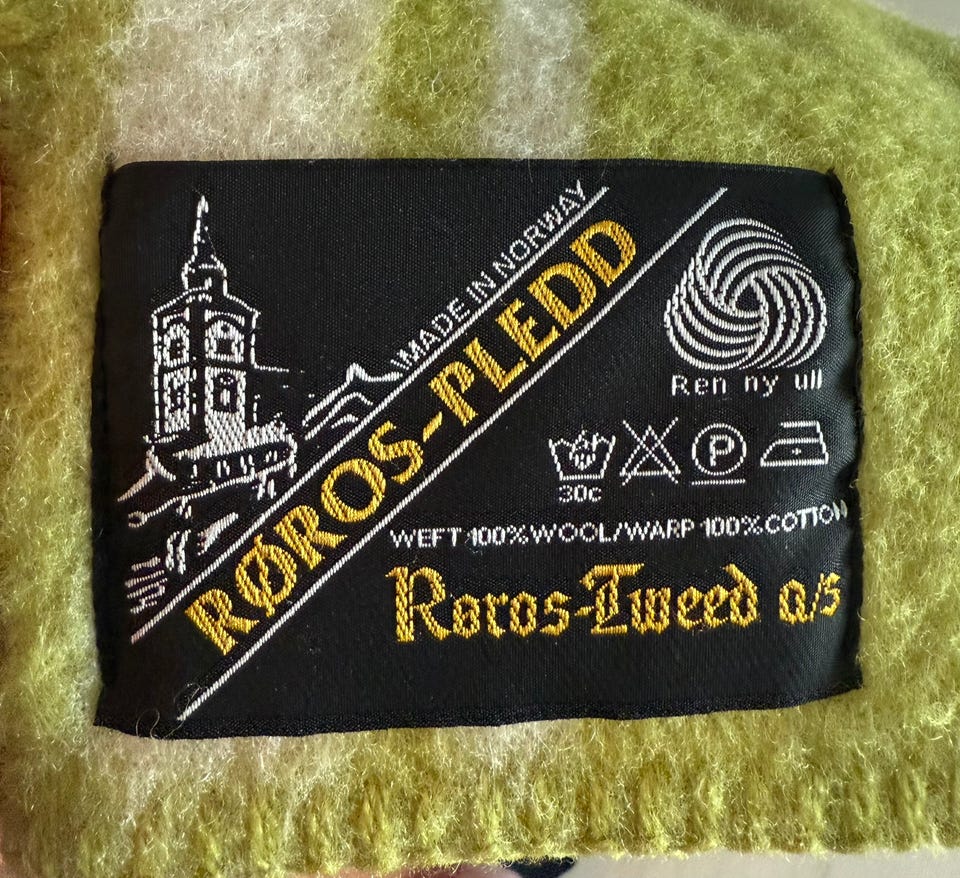 MADE IN NORWAY
RØROS-PLEDD
Ren ny ull
30c
P
WEFT 100% WOOL/WARP 100% COTTON
Røros-Tweed a/s